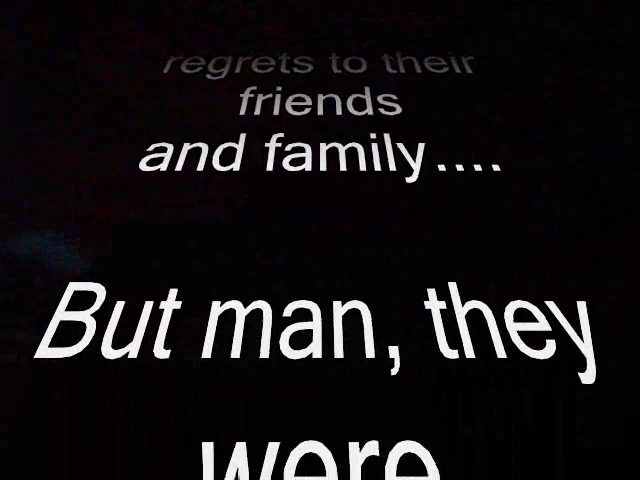 regrets to their
friends
and family....
But man, they
were